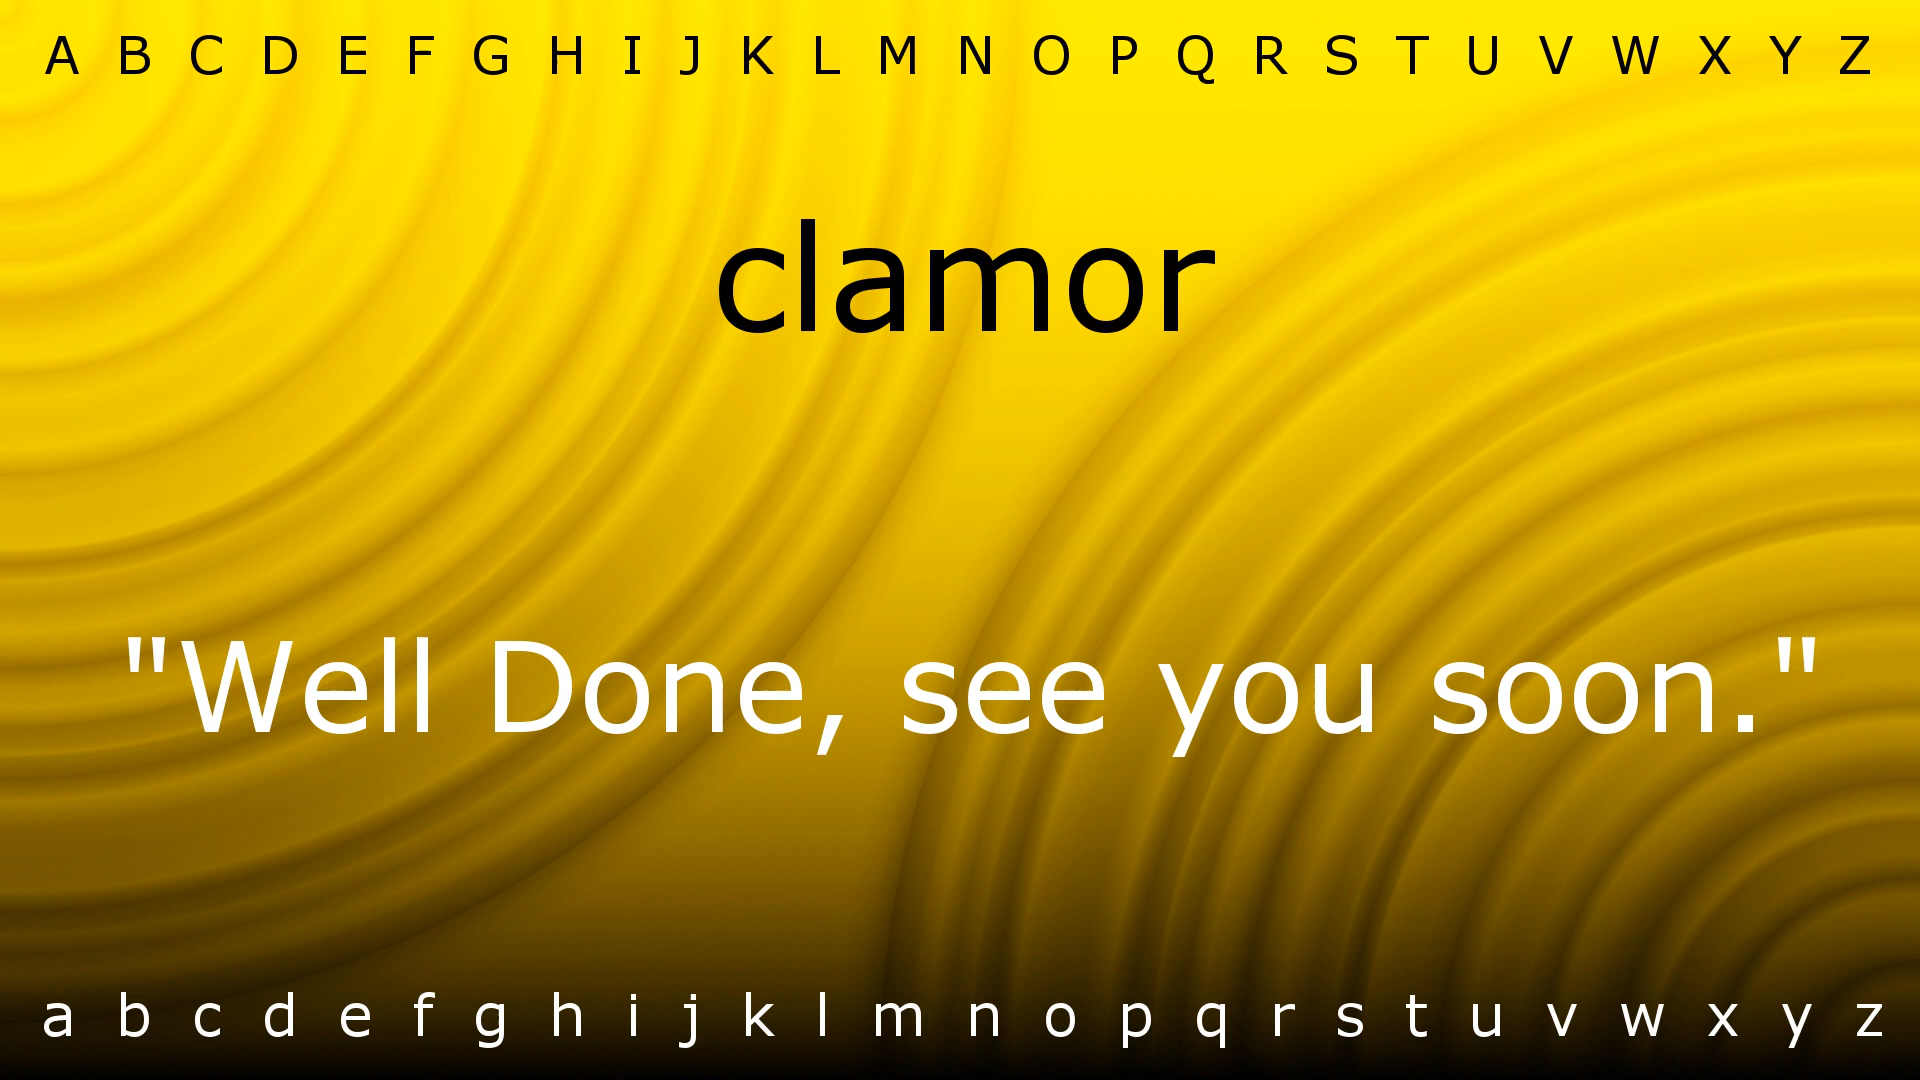 A B C D E F G H I J K L M N O P Q R S T U V W X Y Z
clamor
"Well Done, see you soon."
a b c d e f g h i j k l m n o p q r s t u v w x y z